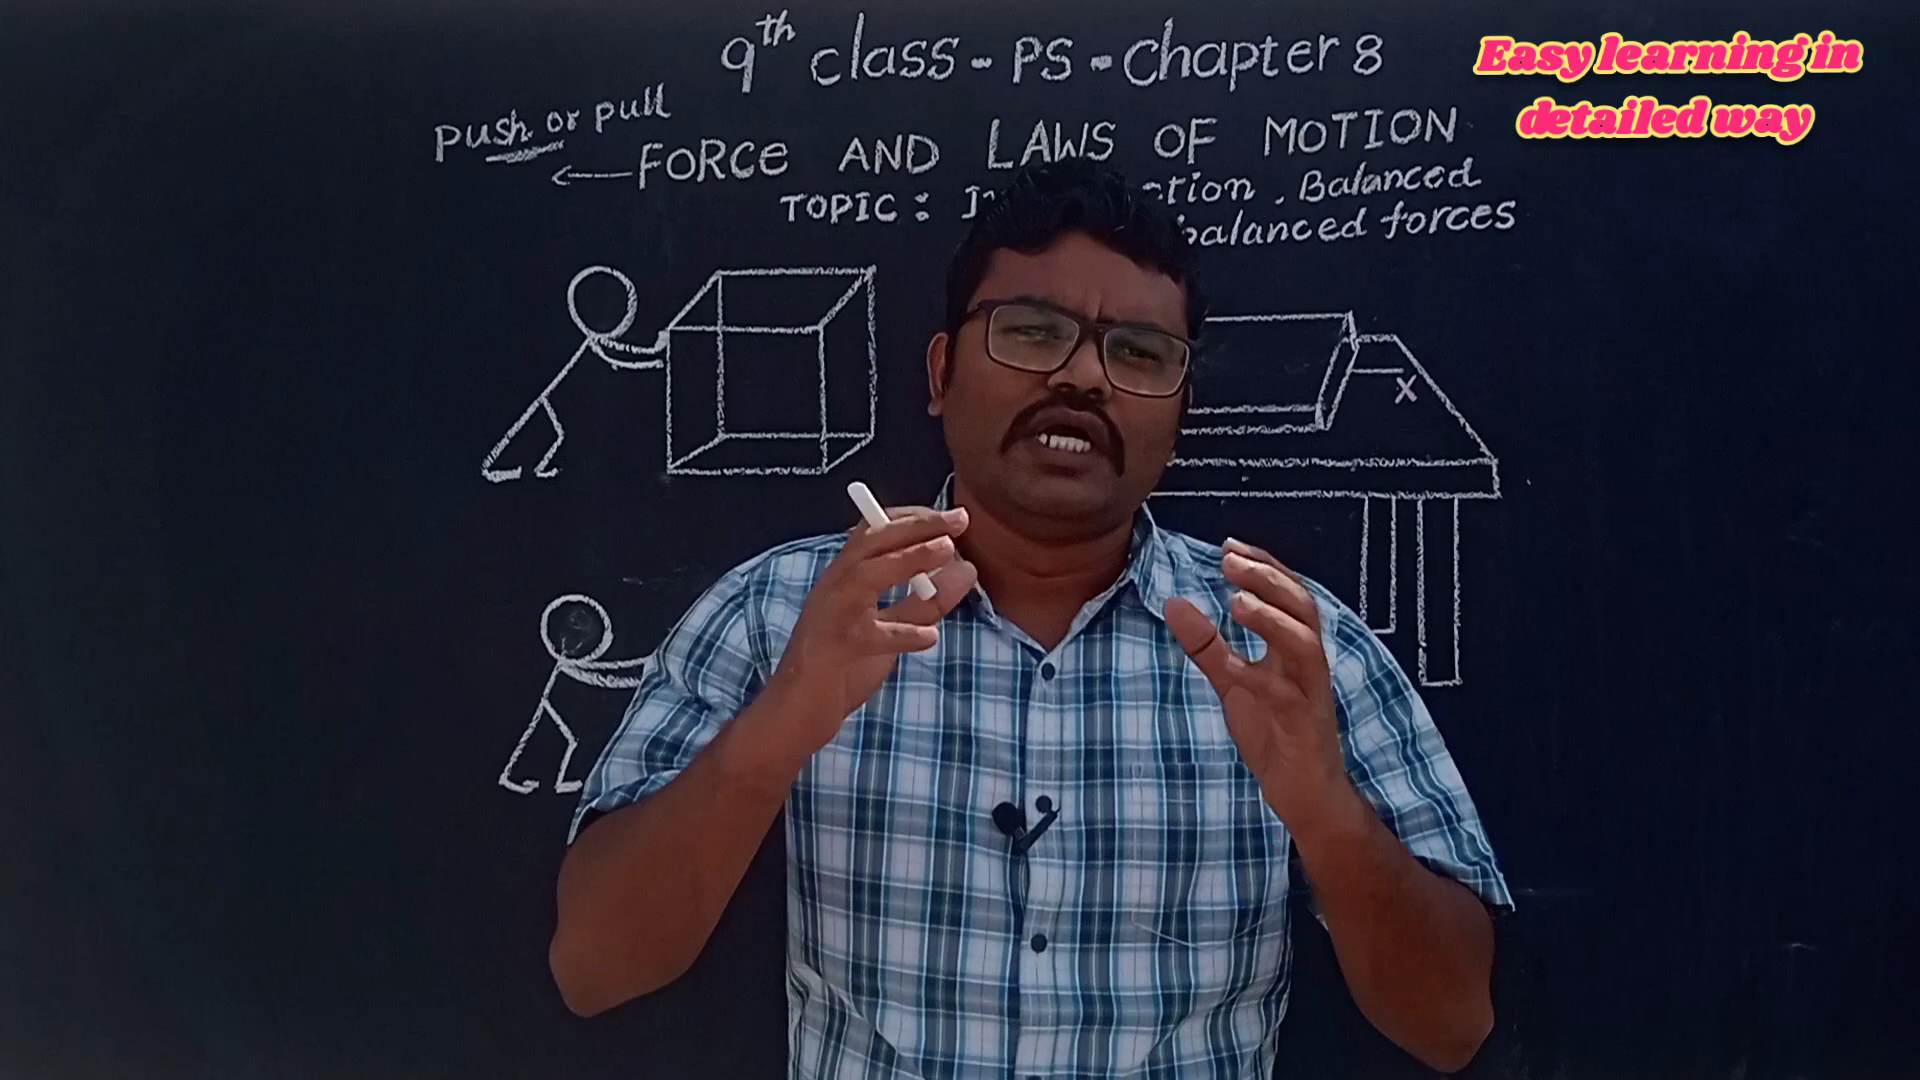 9th class - PS - Chapter 8
Easy learning in
detailed way
Push or pull
← FORCE AND LAWS OF MOTION
TOPIC : Balanced
forces
X